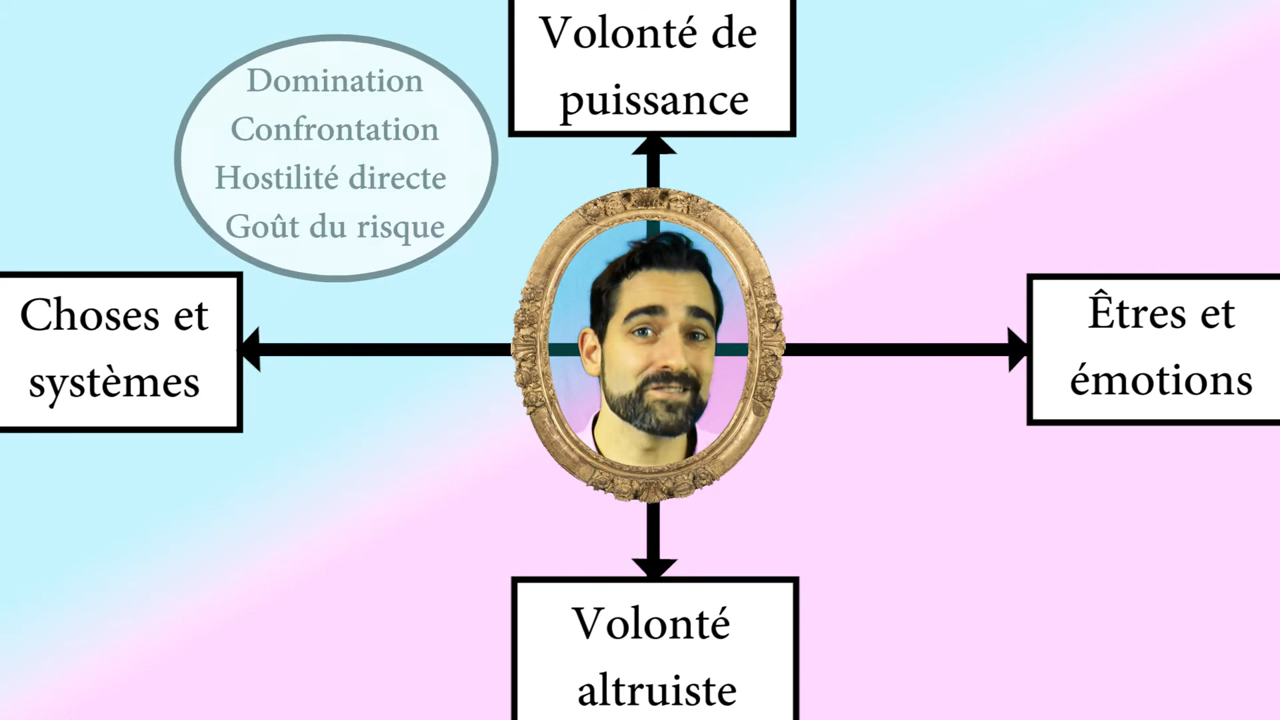 Volonté de
puissance
Domination
Confrontation
Hostilité directe
Goût du risque
Choses et
systèmes
Êtres et
émotions
Volonté
altruiste